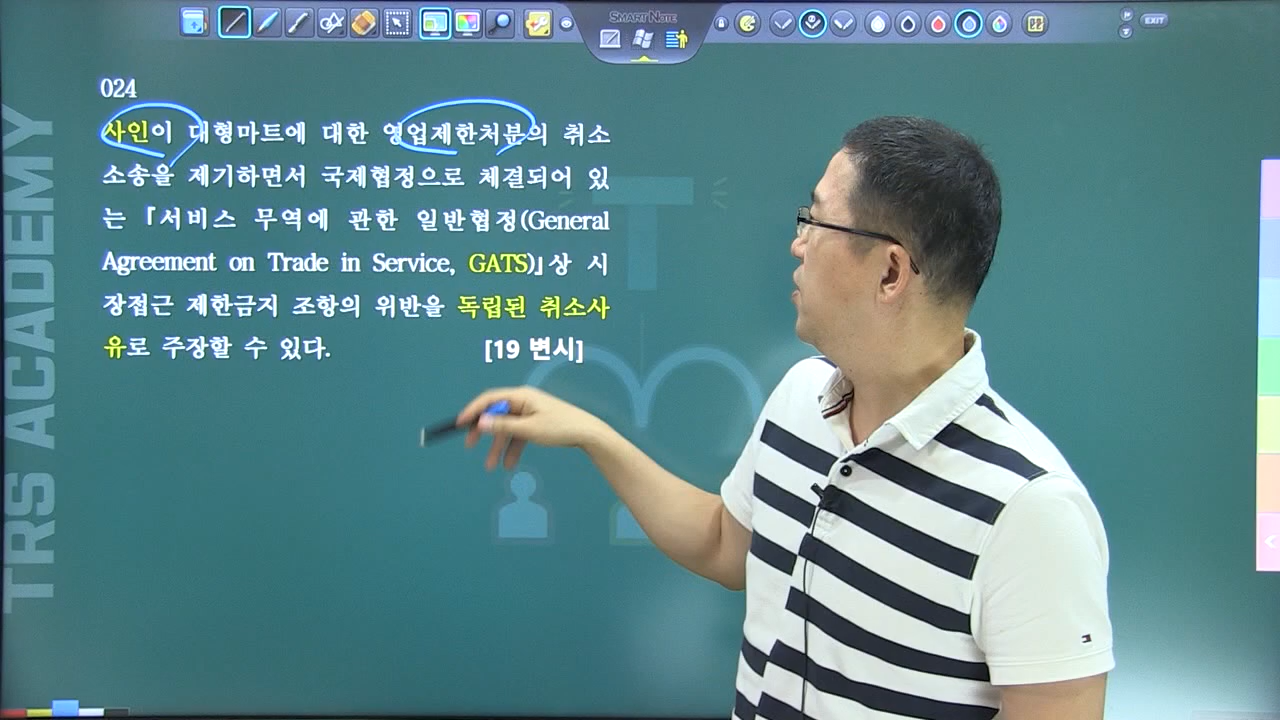 SMART NOTE
EXIT
024
사인이 대형마트에 대한 영업제한처분의 취소
소송을 제기하면서 국제협정으로 체결되어 있
는 『서비스 무역에 관한 일반협정(General
Agreement on Trade in Service, GATS)』상 시
장접근 제한금지 조항의 위반을 독립된 취소사
유로 주장할 수 있다. [19 변시]
TRS ACADEMY